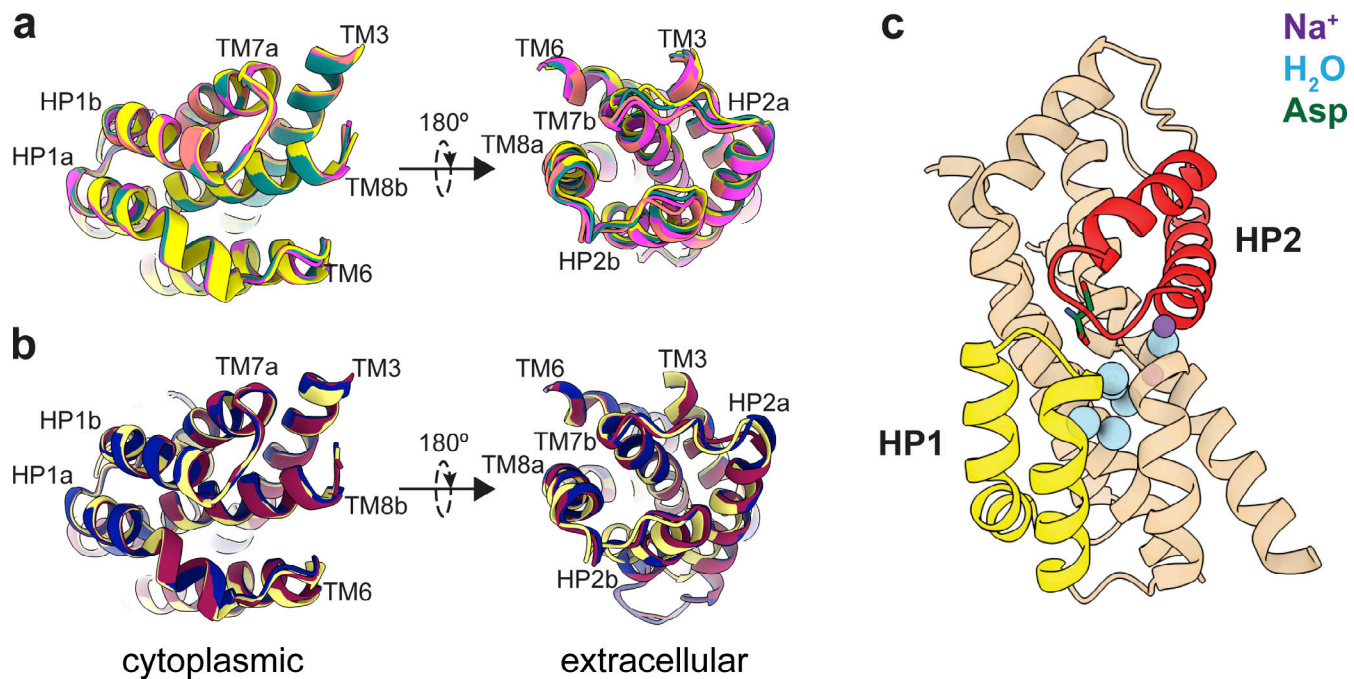 a
TM7a
TM3
HP1b
HP1a
TM8b
TM6
180º
TM6
TM3
HP2a
TM7b
TM8a
HP2b
b
TM7a
TM3
HP1b
HP1a
TM8b
TM6
180º
TM6
TM3
HP2a
TM7b
TM8a
HP2b
cytoplasmic
extracellular
c
Na⁺
H₂O
Asp
HP2
HP1